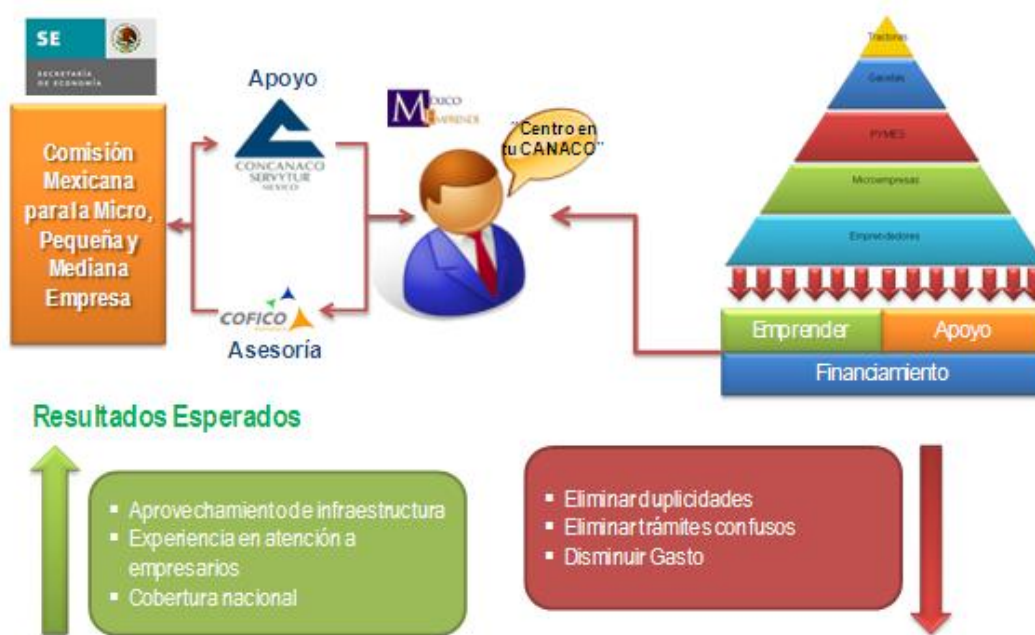 SE
SECRETARÍA
DE ECONOMÍA
Comisión
Mexicana
para la Micro,
Pequeña y
Mediana
Empresa
Apoyo
CONCANACO
SERVYTUR
MEXICO
COFICO
Asesoría
MÉXICO
EMPRENDE
"Centro en
tu CANACO"
Tractoras
Gacelas
PYMES
Microempresas
Emprendedores
Emprender
Apoyo
Financiamiento
Resultados Esperados
▪ Aprovechamiento de infraestructura
▪ Experiencia en atención a
empresarios
▪ Cobertura nacional
▪ Eliminar duplicidades
▪ Eliminar trámites confusos
▪ Disminuir Gasto